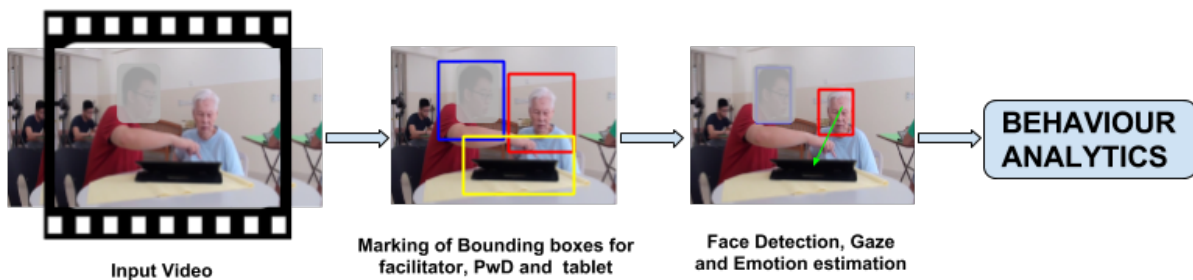 Input Video
Marking of Bounding boxes for
facilitator, PwD and tablet
Face Detection, Gaze
and Emotion estimation
BEHAVIOUR
ANALYTICS